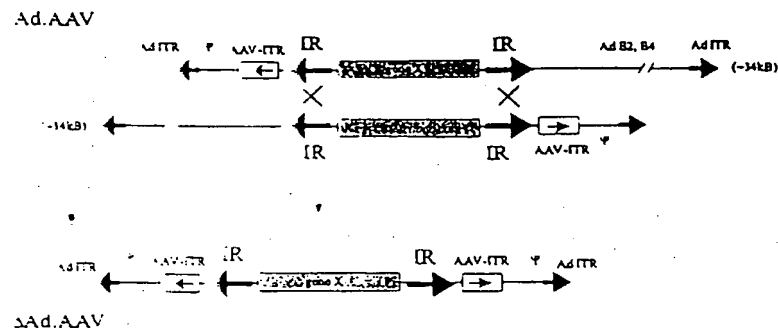 Ad.AAV
IR IR
Ad ITR Ψ AAV-ITR Ad E2, E4 Ad ITR (~34kB)
IR IR
AAV-ITR Ψ
IR IR
Ad ITR AAV-ITR gene X AAV-ITR Ψ Ad ITR
ΔAd.AAV